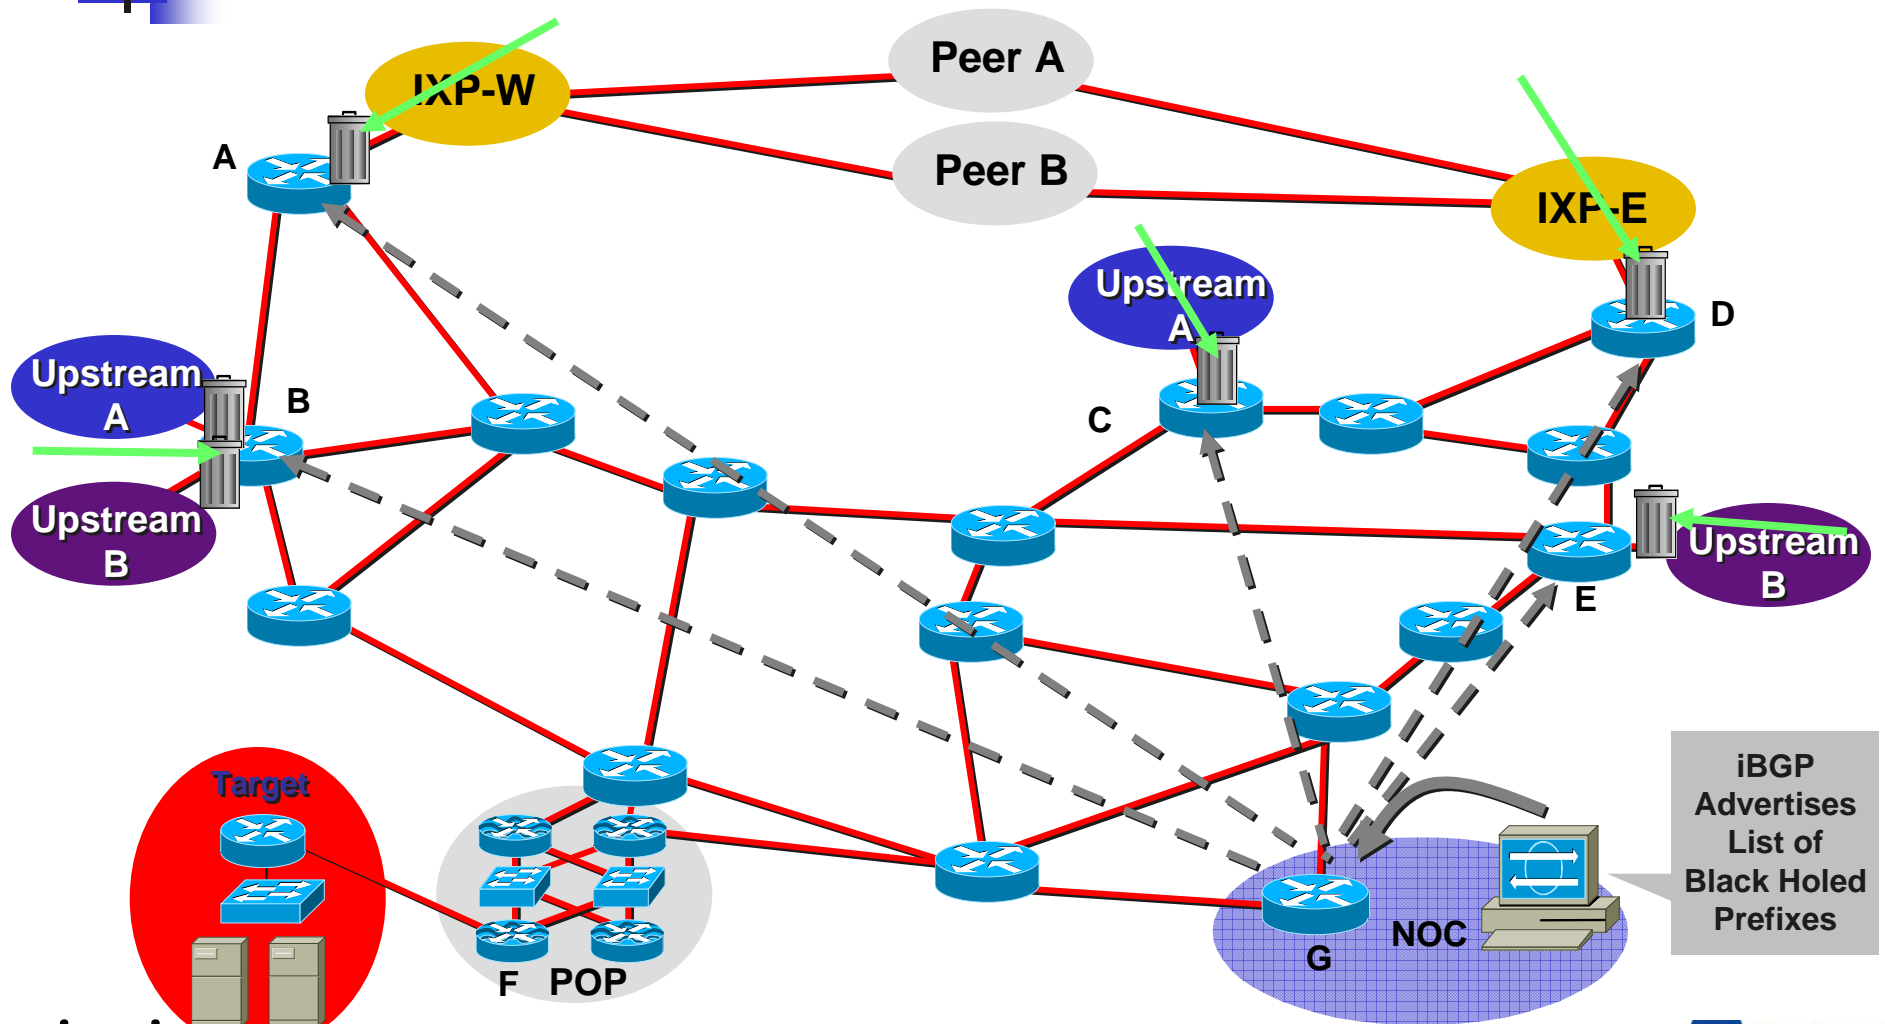 Peer A
IXP-W
A
Peer B
IXP-E
Upstream
A
D
Upstream
A
B
C
Upstream
B
Upstream
B
E
Target
iBGP
Advertises
List of
Black Holed
Prefixes
NOC
G
F
POP